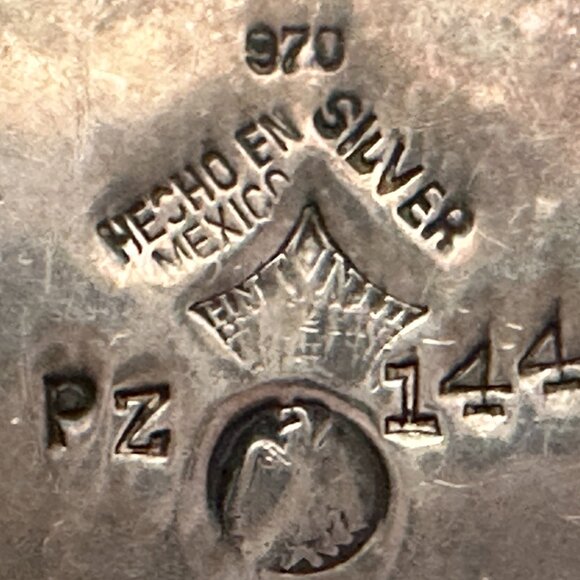 970
HECHO EN
MEXICO
SILVER
PZ 144